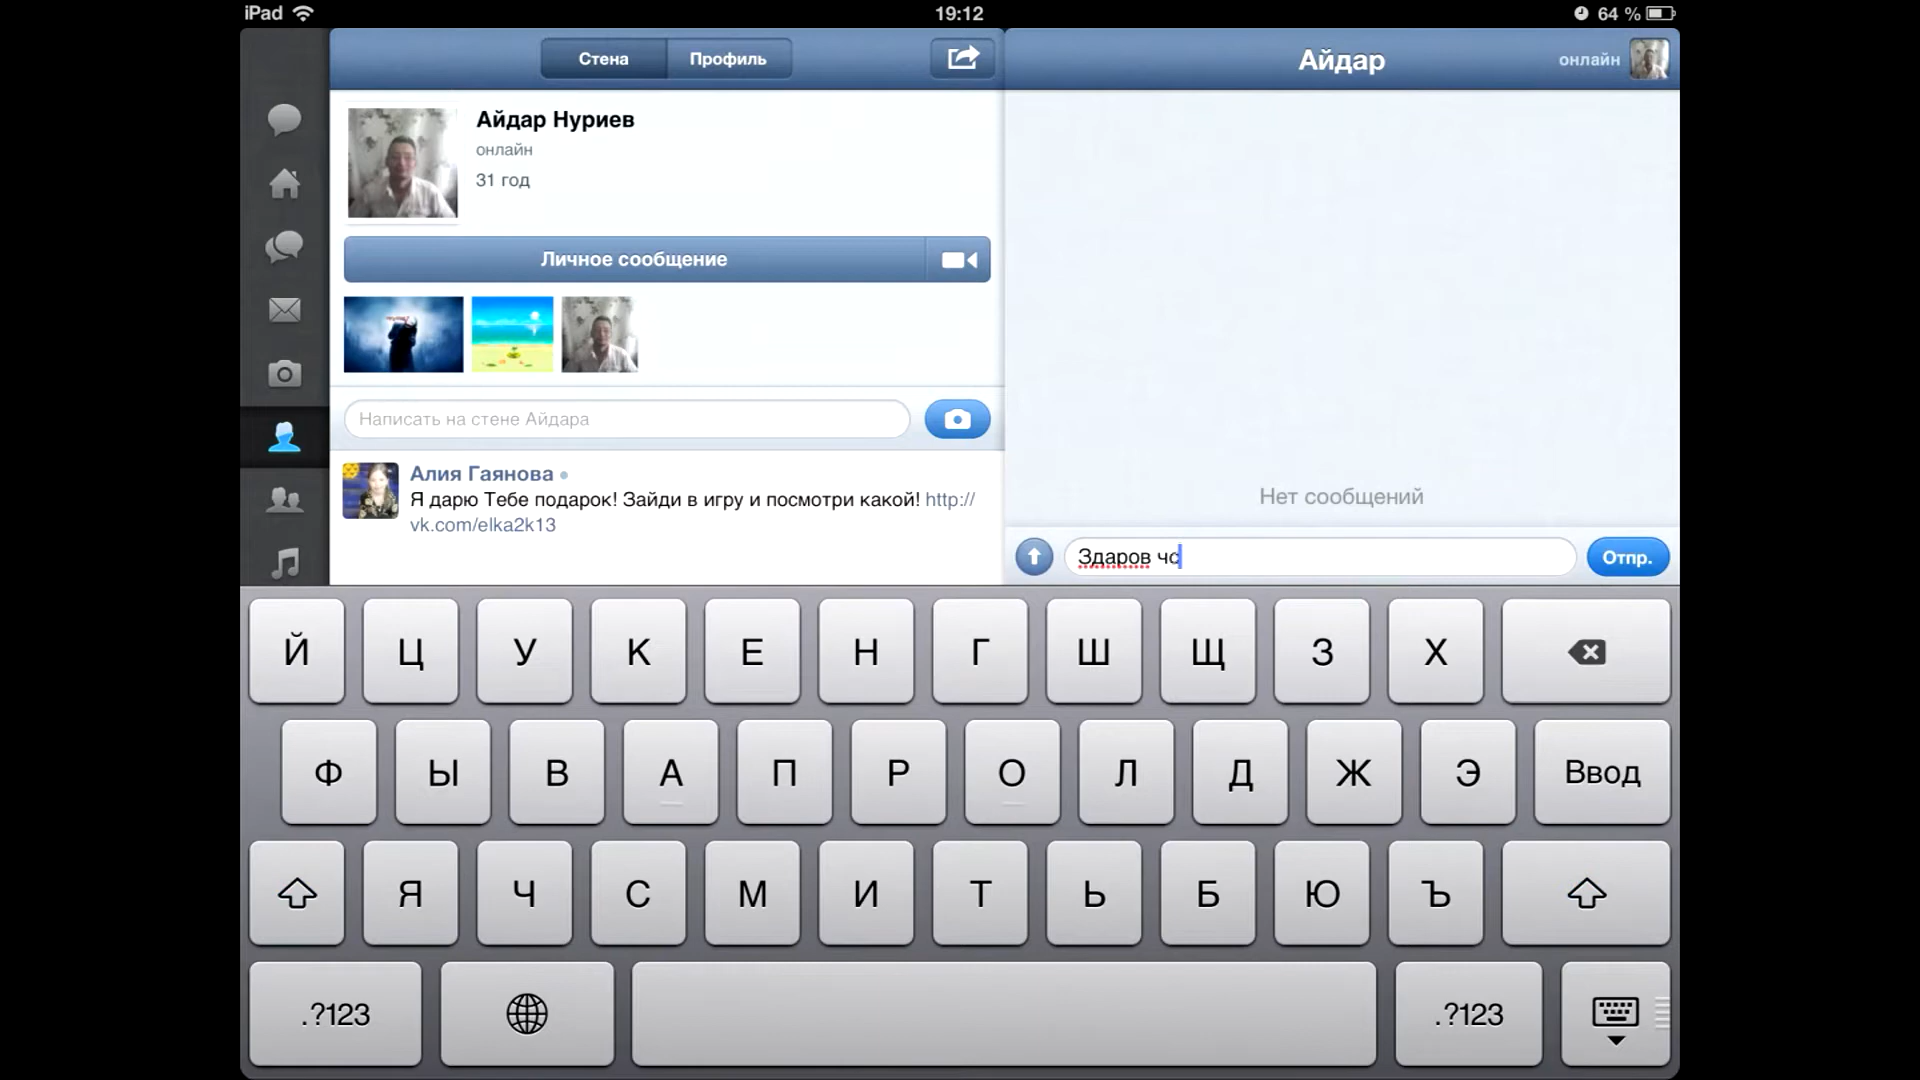 iPad
19:12
64 %
Стена
Профиль
Айдар
онлайн
Айдар Нуриев
онлайн
31 год
Личное сообщение
Написать на стене Айдара
Алия Гаянова
Я дарю Тебе подарок! Зайди в игру и посмотри какой! http://
vk.com/elka2k13
Нет сообщений
Здаров чо
Отпр.
Й Ц У К Е Н Г Ш Щ З Х
Ф Ы В А П Р О Л Д Ж Э Ввод
Я Ч С М И Т Ь Б Ю Ъ
.?123 .?123